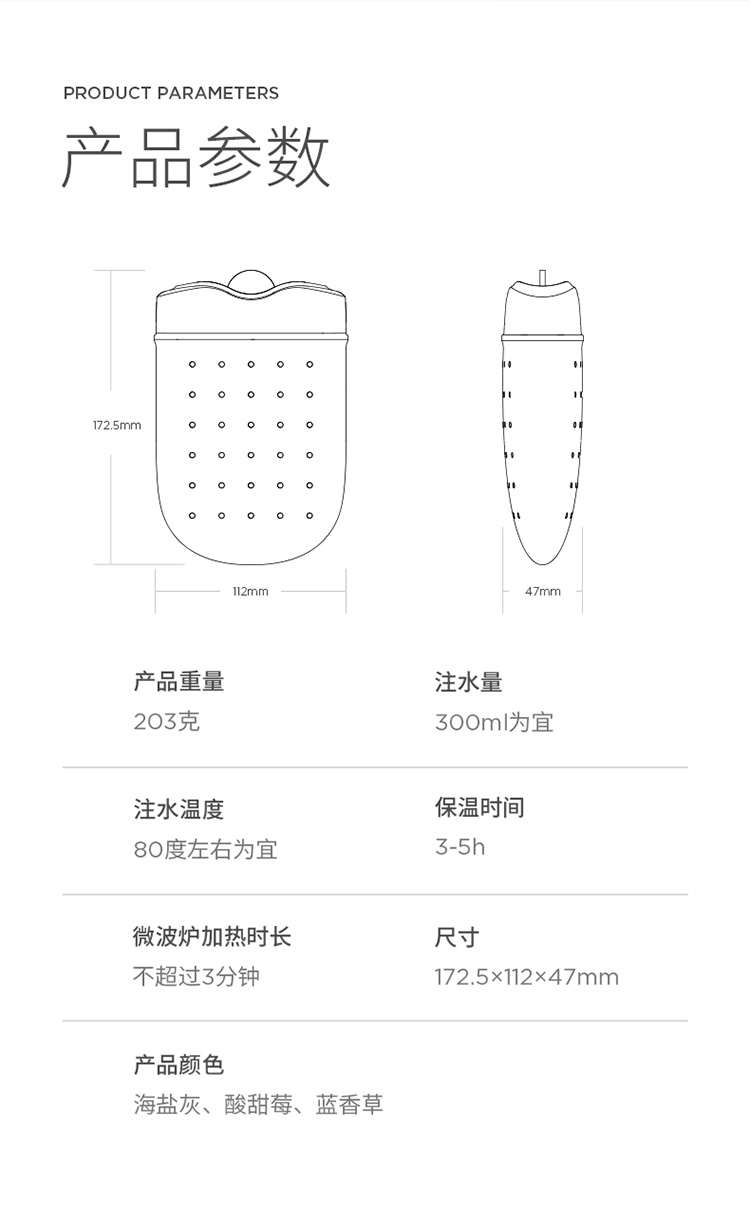 PRODUCT PARAMETERS
产品参数
172.5mm
112mm
47mm
产品重量
203克
注水量
300ml为宜
注水温度
80度左右为宜
保温时间
3-5h
微波炉加热时长
不超过3分钟
尺寸
172.5×112×47mm
产品颜色
海盐灰、酸甜莓、蓝香草